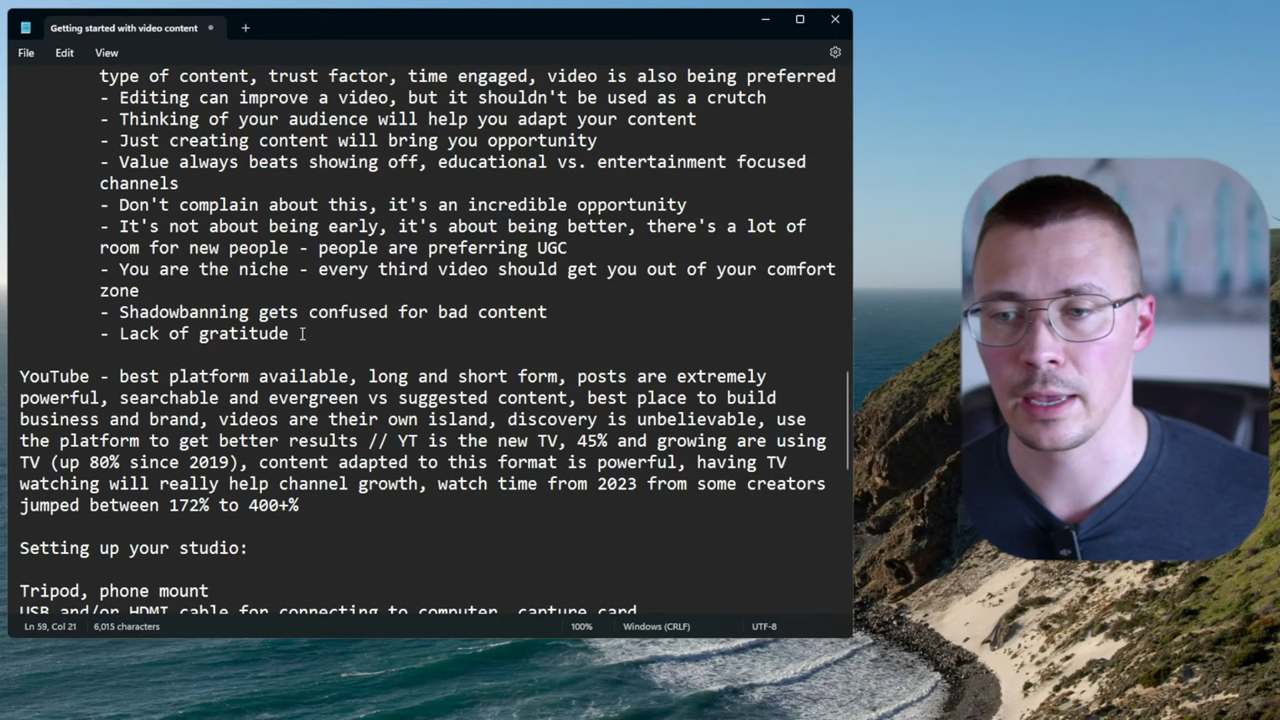 Getting started with video content
File Edit View
type of content, trust factor, time engaged, video is also being preferred
- Editing can improve a video, but it shouldn't be used as a crutch
- Thinking of your audience will help you adapt your content
- Just creating content will bring you opportunity
- Value always beats showing off, educational vs. entertainment focused
channels
- Don't complain about this, it's an incredible opportunity
- It's not about being early, it's about being better, there's a lot of
room for new people - people are preferring UGC
- You are the niche - every third video should get you out of your comfort
zone
- Shadowbanning gets confused for bad content
- Lack of gratitude
YouTube - best platform available, long and short form, posts are extremely
powerful, searchable and evergreen vs suggested content, best place to build
business and brand, videos are their own island, discovery is unbelievable, use
the platform to get better results // YT is the new TV, 45% and growing are using
TV (up 80% since 2019), content adapted to this format is powerful, having TV
watching will really help channel growth, watch time from 2023 from some creators
jumped between 172% to 400+%
Setting up your studio:
Tripod, phone mount
USB and/or HDMI cable for connecting to computer, capture card
Ln 59, Col 21 6,015 characters 100% Windows (CRLF) UTF-8